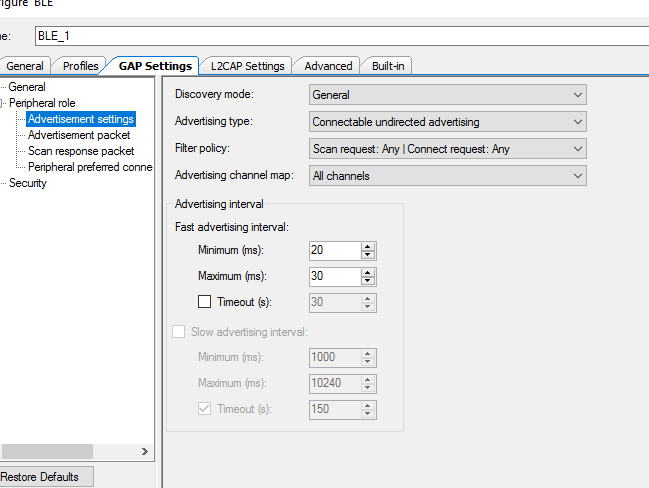 nfigure 'BLE'
ne: BLE_1
General Profiles GAP Settings L2CAP Settings Advanced Built-in
General
Peripheral role
Advertisement settings
Advertisement packet
Scan response packet
Peripheral preferred conne
Security
Restore Defaults
Discovery mode: General
Advertising type: Connectable undirected advertising
Filter policy: Scan request: Any | Connect request: Any
Advertising channel map: All channels
Advertising interval
Fast advertising interval:
Minimum (ms): 20
Maximum (ms): 30
Timeout (s): 30
Slow advertising interval:
Minimum (ms): 1000
Maximum (ms): 10240
Timeout (s): 150